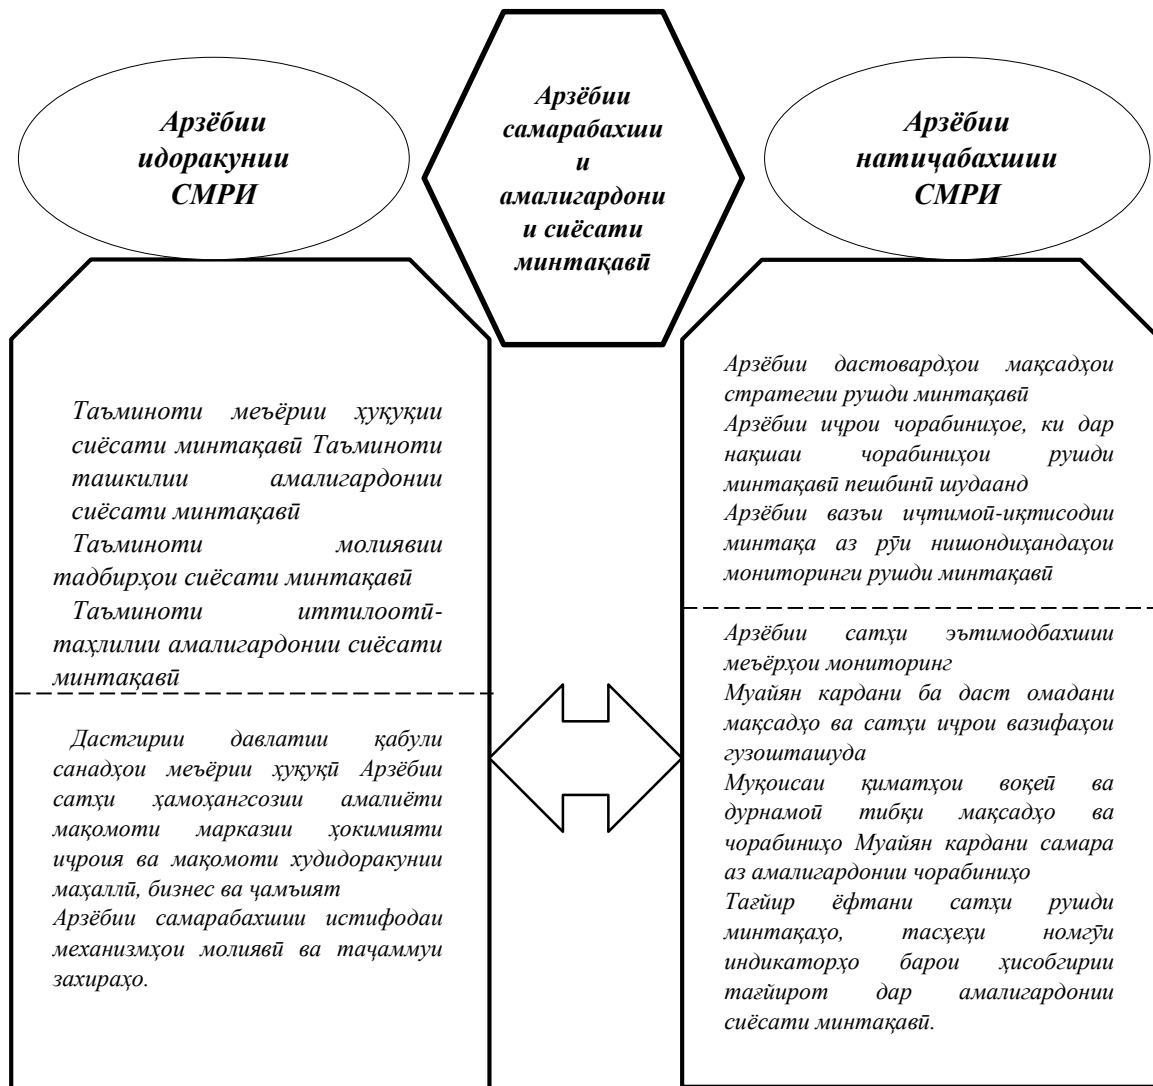 Арзёбии
идоракунии
СМРИ
Арзёбии
самарабахши
и
амалигардони
и сиёсати
минтақавӣ
Арзёбии
натиҷабахшии
СМРИ
Таъминоти меъёрии ҳуқуқии
сиёсати минтақавӣ Таъминоти
ташкилии амалигардонии
сиёсати минтақавӣ
Таъминоти молиявии
тадбирҳои сиёсати минтақавӣ
Таъминоти иттилоотӣ-
таҳлилии амалигардонии сиёсати
минтақавӣ
Дастгирии давлатии қабули
санадҳои меъёрии ҳуқуқӣ Арзёбии
сатҳи ҳамоҳангсозии амалиёти
мақомоти марказии ҳокимияти
иҷроия ва мақомоти худидоракунии
маҳаллӣ, бизнес ва ҷамъият
Арзёбии самарабахшии истифодаи
механизмҳои молиявӣ ва таҷаммуи
захираҳо.
Арзёбии дастовардҳои мақсадҳои
стратегии рушди минтақавӣ
Арзёбии иҷрои чорабиниҳое, ки дар
нақшаи чорабиниҳои рушди
минтақавӣ пешбинӣ шудаанд
Арзёбии вазъи иҷтимоӣ-иқтисодии
минтақа аз рӯи нишондиҳандаҳои
мониторинги рушди минтақавӣ
Арзёбии сатҳи эътимодбахшии
меъёрҳои мониторинг
Муайян кардани ба даст омадани
мақсадҳо ва сатҳи иҷрои вазифаҳои
гузошташуда
Муқоисаи қиматҳои воқеӣ ва
дурнамоӣ тибқи мақсадҳо ва
чорабиниҳо Муайян кардани самара
аз амалигардонии чорабиниҳо
Тағйир ёфтани сатҳи рушди
минтақаҳо, тасҳеҳи номгӯи
индикаторҳо барои ҳисобгирии
тағйирот дар амалигардонии
сиёсати минтақавӣ.